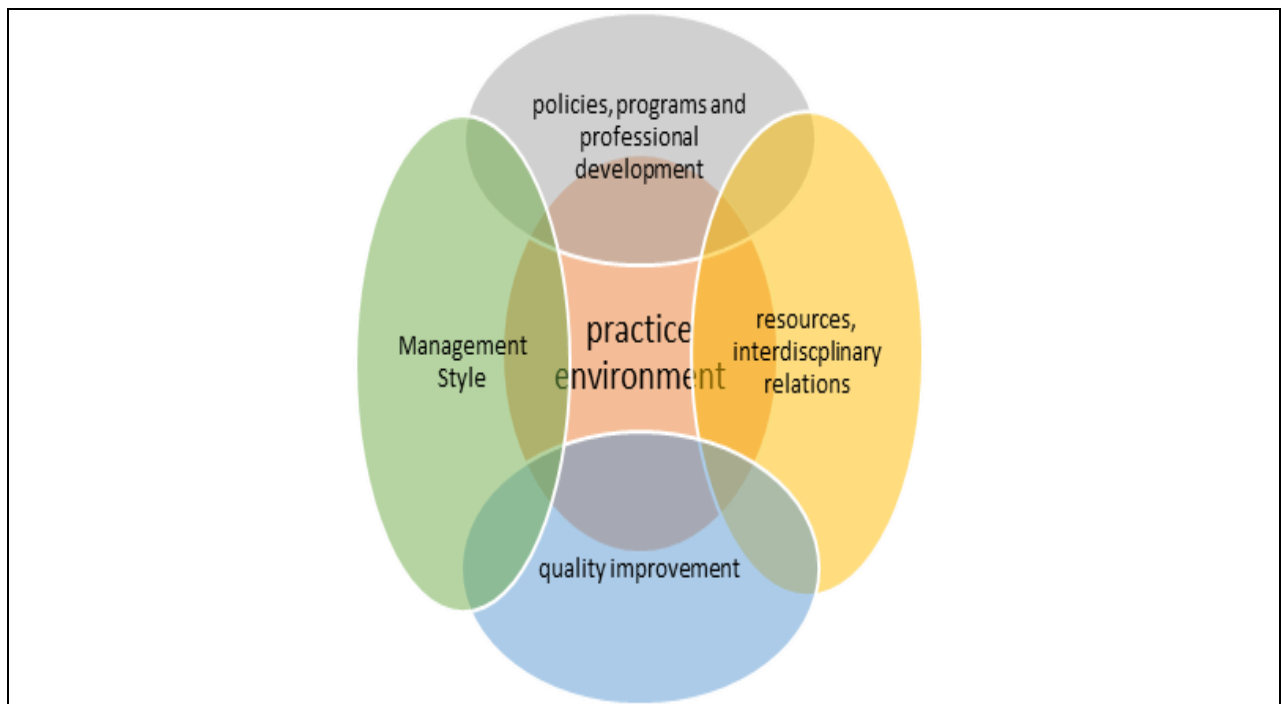 policies, programs and
professional
development
practice
environment
Management
Style
resources,
interdiscplinary
relations
quality improvement